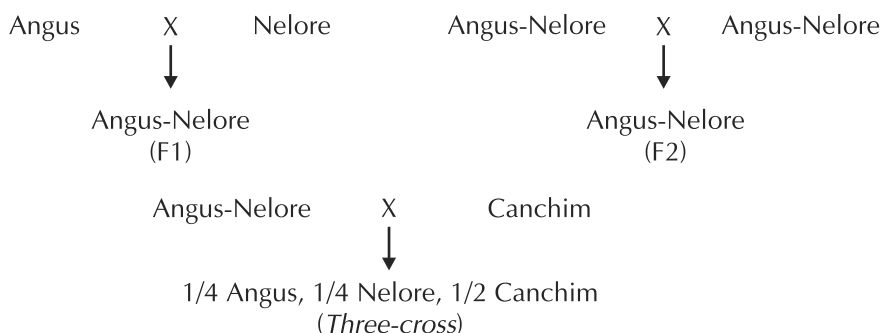 Angus X Nelore Angus-Nelore X Angus-Nelore
Angus-Nelore Angus-Nelore
(F1) (F2)
Angus-Nelore X Canchim
1/4 Angus, 1/4 Nelore, 1/2 Canchim
(Three-cross)